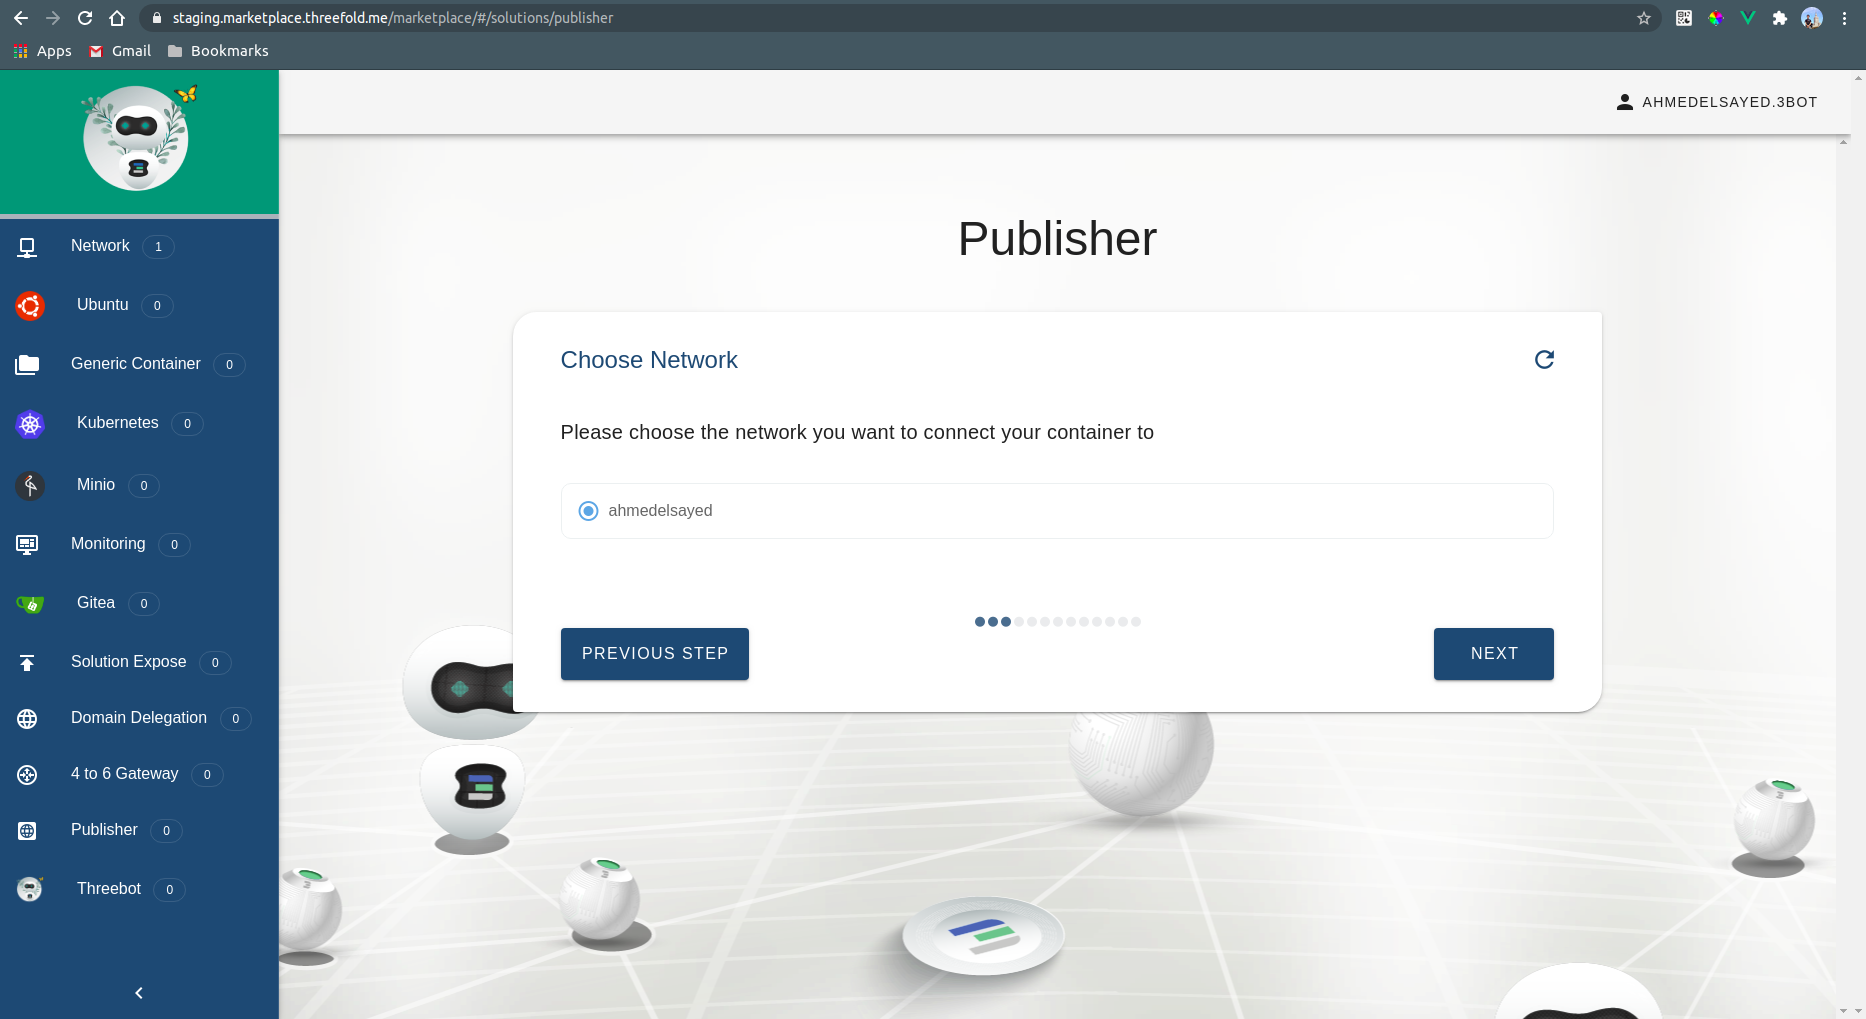 staging.marketplace.threefold.me/marketplace/#/solutions/publisher
Apps
Gmail
Bookmarks
AHMEDELSAYED.3BOT
Network 1
Ubuntu 0
Generic Container 0
Kubernetes 0
Minio 0
Monitoring 0
Gitea 0
Solution Expose 0
Domain Delegation 0
4 to 6 Gateway 0
Publisher 0
Threebot 0
Publisher
Choose Network
Please choose the network you want to connect your container to
ahmedelsayed
PREVIOUS STEP
NEXT